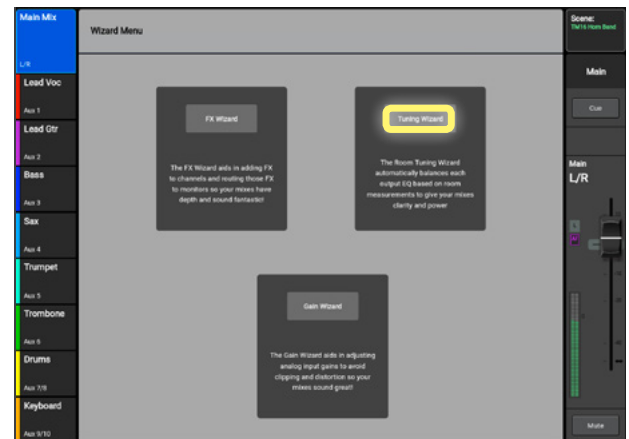 Main Mix
L/R
Wizard Menu
Scene:
TM16 Horn Band
Lead Voc
Aux 1
Lead Gtr
Aux 2
Bass
Aux 3
Sax
Aux 4
Trumpet
Aux 5
Trombone
Aux 6
Drums
Aux 7/8
Keyboard
Aux 9/10
FX Wizard
The FX Wizard aids in adding FX
to channels and routing those FX
to monitors so your mixes have
depth and sound fantastic!
Tuning Wizard
The Room Tuning Wizard
automatically balances each
output EQ based on room
measurements to give your mixes
clarity and power
Gain Wizard
The Gain Wizard aids in adjusting
analog input gains to avoid
clipping and distortion so your
mixes sound great!
Main
Cue
Main
L/R
Mute